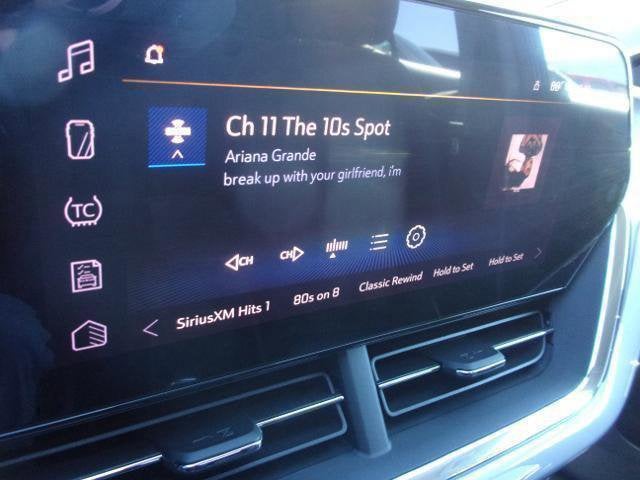 Ch 11 The 10s Spot
Ariana Grande
break up with your girlfriend, i'm
TC
CH
CH
SiriusXM Hits 1
80s on 8
Classic Rewind
Hold to Set
Hold to Set